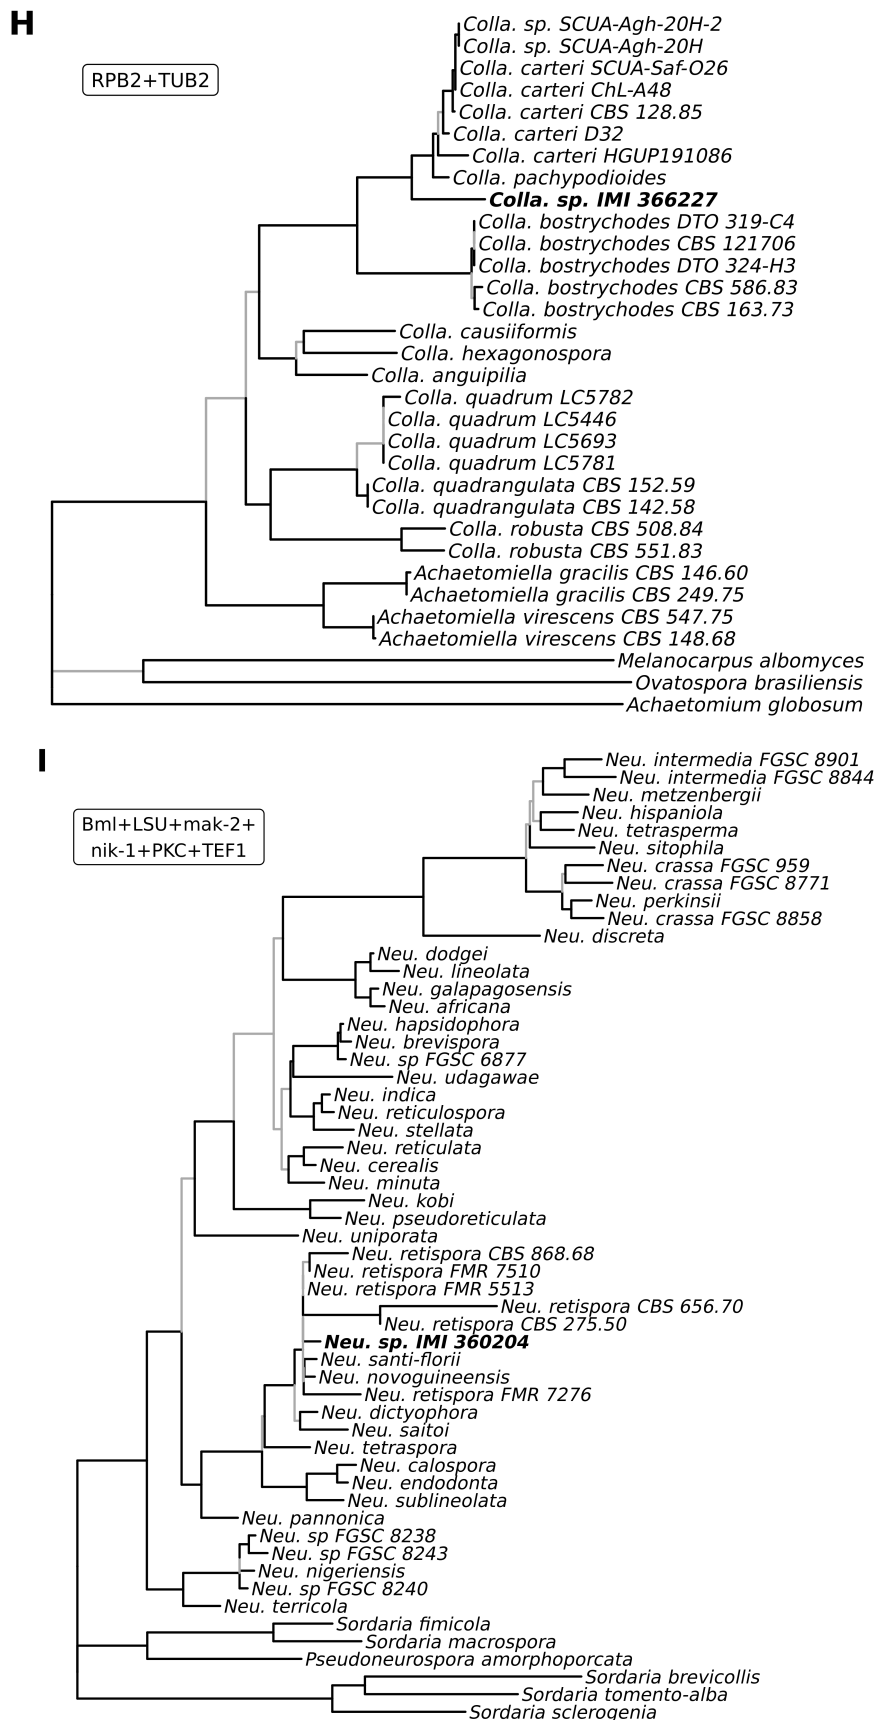 H
RPB2+TUB2
Colla. sp. SCUA-Agh-20H-2
Colla. sp. SCUA-Agh-20H
Colla. carteri SCUA-Saf-O26
Colla. carteri ChL-A48
Colla. carteri CBS 128.85
Colla. carteri D32
Colla. carteri HGUP191086
Colla. pachypodioides
Colla. sp. IMI 366227
Colla. bostrychodes DTO 319-C4
Colla. bostrychodes CBS 121706
Colla. bostrychodes DTO 324-H3
Colla. bostrychodes CBS 586.83
Colla. bostrychodes CBS 163.73
Colla. causiiformis
Colla. hexagonospora
Colla. anguipilia
Colla. quadrum LC5782
Colla. quadrum LC5446
Colla. quadrum LC5693
Colla. quadrum LC5781
Colla. quadrangulata CBS 152.59
Colla. quadrangulata CBS 142.58
Colla. robusta CBS 508.84
Colla. robusta CBS 551.83
Achaetomiella gracilis CBS 146.60
Achaetomiella gracilis CBS 249.75
Achaetomiella virescens CBS 547.75
Achaetomiella virescens CBS 148.68
Melanocarpus albomyces
Ovatospora brasiliensis
Achaetomium globosum
I
Bml+LSU+mak-2+
nik-1+PKC+TEF1
Neu. intermedia FGSC 8901
Neu. intermedia FGSC 8844
Neu. metzenbergii
Neu. hispaniola
Neu. tetrasperma
Neu. sitophila
Neu. crassa FGSC 959
Neu. crassa FGSC 8771
Neu. perkinsii
Neu. crassa FGSC 8858
Neu. discreta
Neu. dodgei
Neu. lineolata
Neu. galapagosensis
Neu. africana
Neu. hapsidophora
Neu. brevispora
Neu. sp FGSC 6877
Neu. udagawae
Neu. indica
Neu. reticulospora
Neu. stellata
Neu. reticulata
Neu. cerealis
Neu. minuta
Neu. kobi
Neu. pseudoreticulata
Neu. uniporata
Neu. retispora CBS 868.68
Neu. retispora FMR 7510
Neu. retispora FMR 5513
Neu. retispora CBS 656.70
Neu. retispora CBS 275.50
Neu. sp. IMI 360204
Neu. santi-florii
Neu. novoguineensis
Neu. retispora FMR 7276
Neu. dictyophora
Neu. saitoi
Neu. tetraspora
Neu. calospora
Neu. endodonta
Neu. sublineolata
Neu. pannonica
Neu. sp FGSC 8238
Neu. sp FGSC 8243
Neu. nigeriensis
Neu. sp FGSC 8240
Neu. terricola
Sordaria fimicola
Sordaria macrospora
Pseudoneurospora amorphoporcata
Sordaria brevicollis
Sordaria tomento-alba
Sordaria sclerogenia